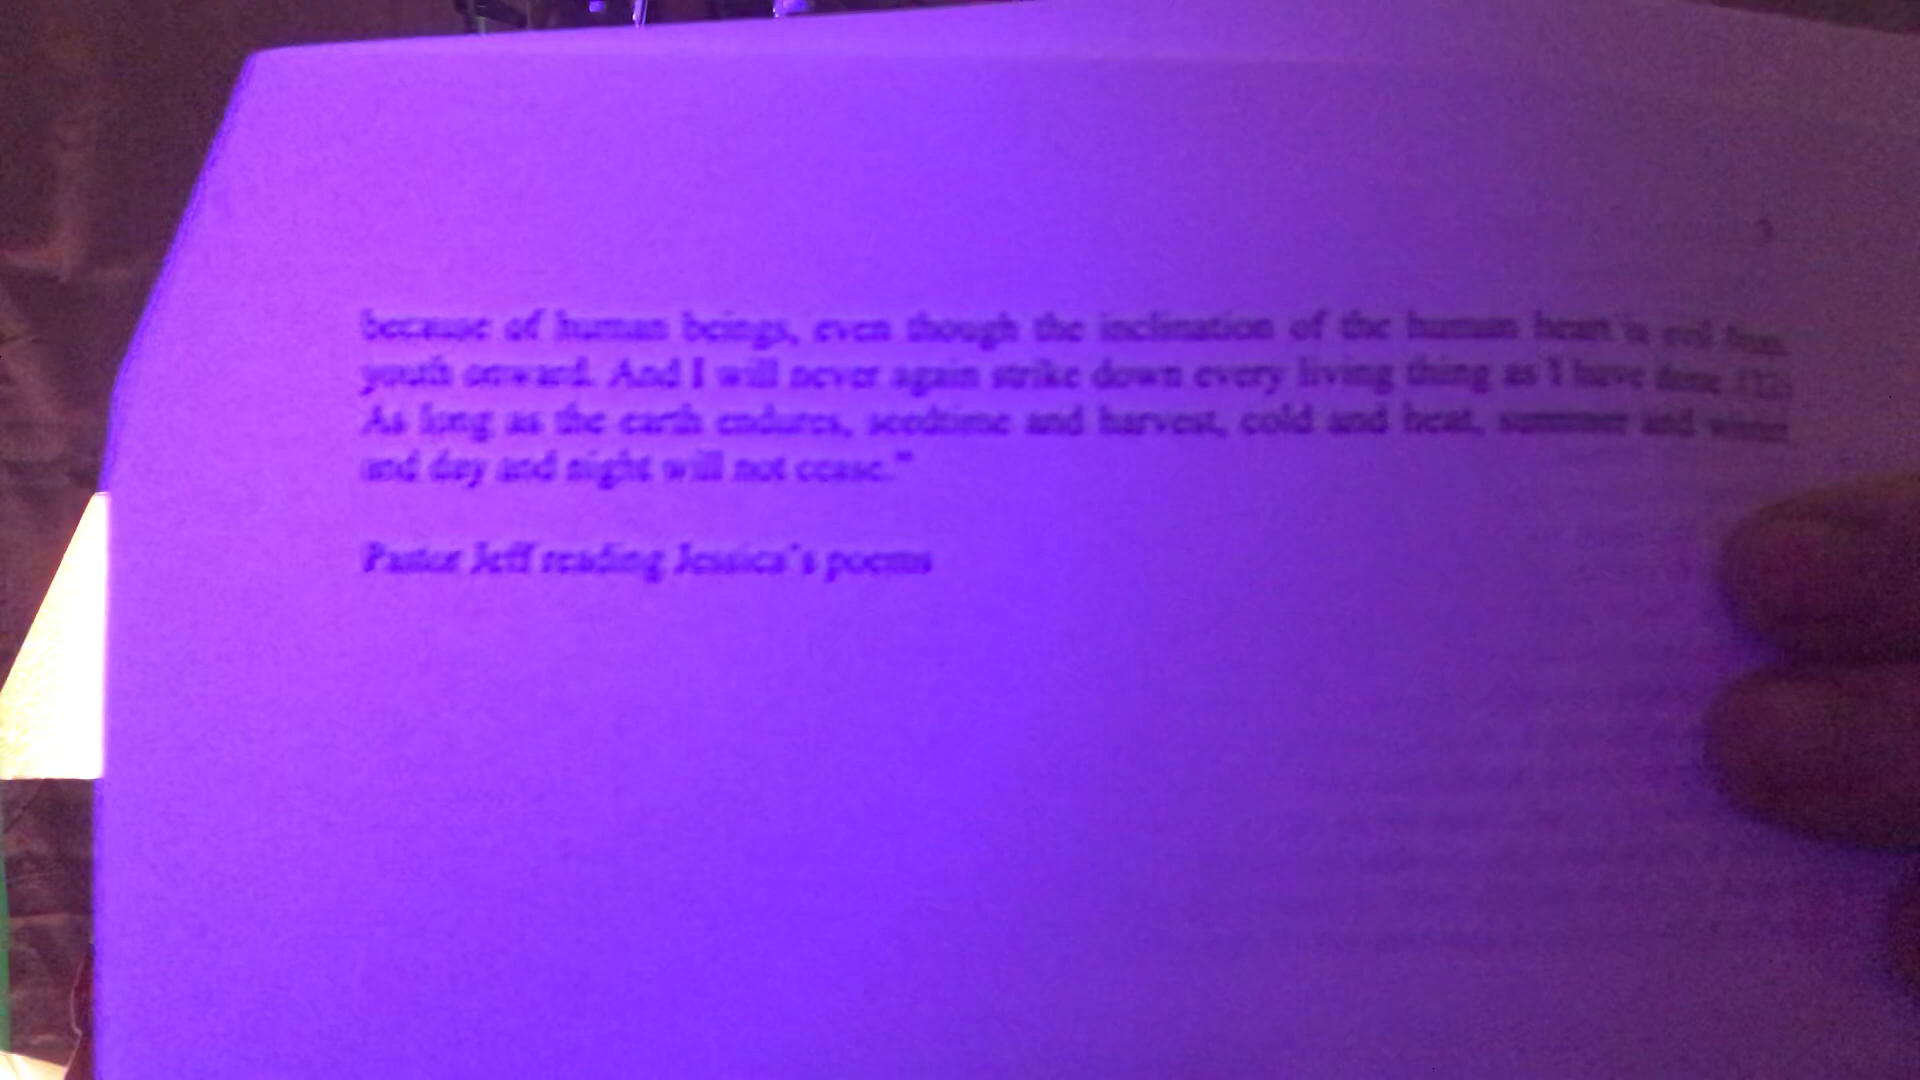 3
because of human beings, even though the inclination of the human heart is evil from
youth onward. And I will never again strike down every living thing as I have done. (12)
As long as the earth endures, seedtime and harvest, cold and heat, summer and winter
and day and night will not cease."
Pastor Jeff reading Jessica's poems